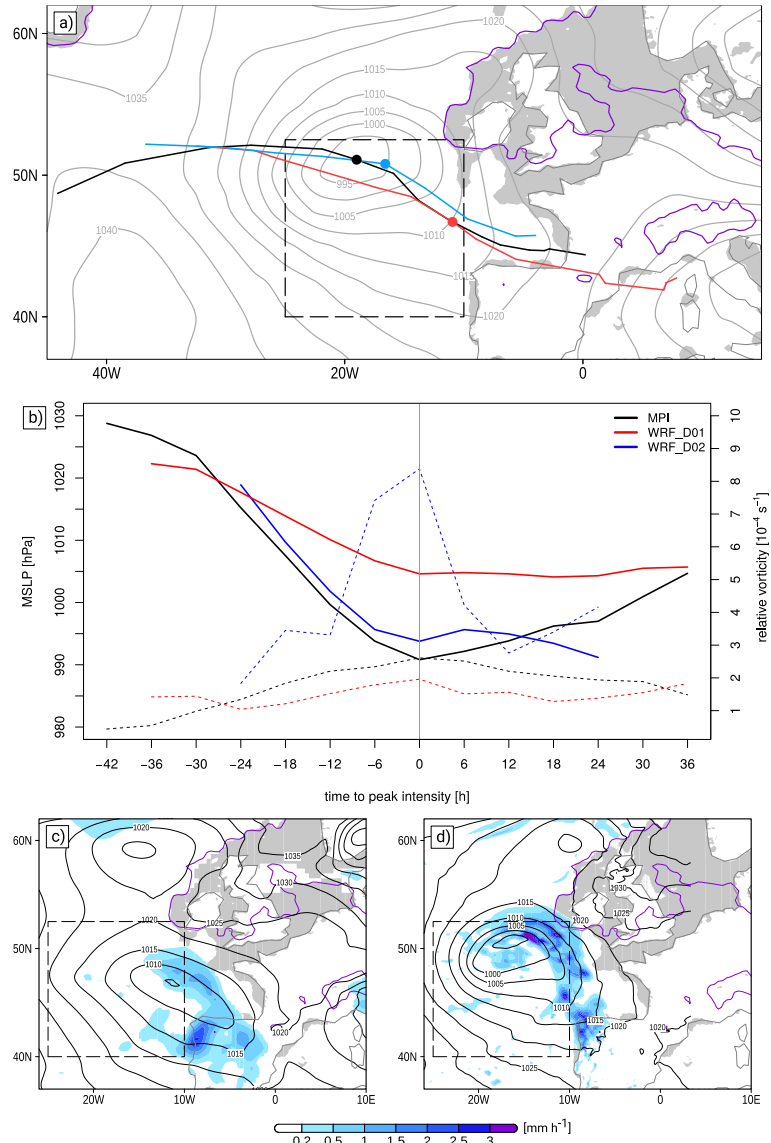 a)
60N
50N
40N
40W
20W
0
1020
1035
1015
1010
1005
1000
995
1005
1010
1040
1015
1020
b)
1030
1020
1010
1000
990
980
MSLP [hPa]
MPI
WRF_D01
WRF_D02
10
9
8
7
6
5
4
3
2
1
relative vorticity [10⁻⁴ s⁻¹]
−42 −36 −30 −24 −18 −12 −6 0 6 12 18 24 30 36
time to peak intensity [h]
c)
60N
50N
40N
20W 10W 0 10E
1020
1035
1030
1025
1020
1015
1010
1020
1015
d)
60N
50N
40N
20W 10W 0 10E
1030
1015
1020
1025
1010
1005
1000
1005
1010
1020
1020
1015
1025
0.2 0.5 1 1.5 2 2.5 3 [mm h⁻¹]